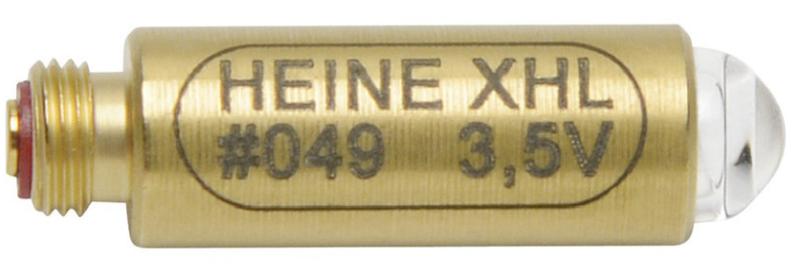 HEINE XHL
#049 3,5V